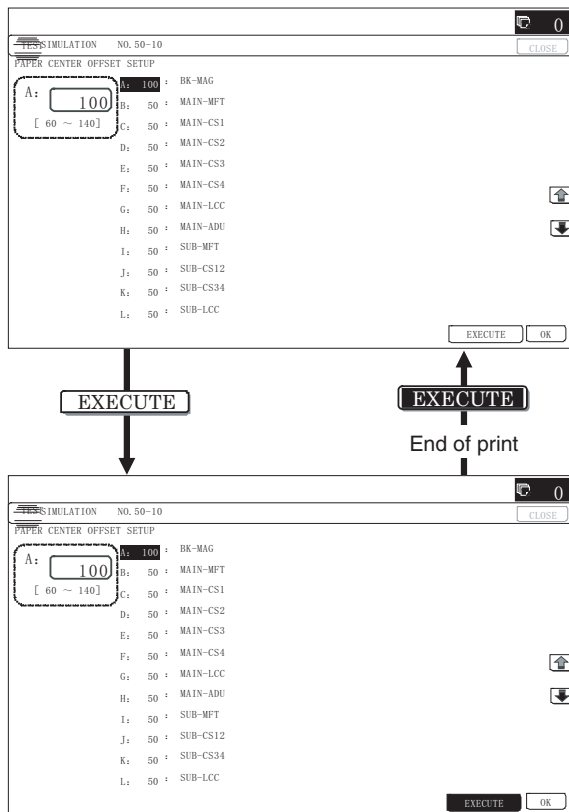 0
TEST SIMULATION NO.50-10
CLOSE
PAPER CENTER OFFSET SETUP
A: 100
[ 60 ~ 140]
A: 100 : BK-MAG
B: 50 : MAIN-MFT
C: 50 : MAIN-CS1
D: 50 : MAIN-CS2
E: 50 : MAIN-CS3
F: 50 : MAIN-CS4
G: 50 : MAIN-LCC
H: 50 : MAIN-ADU
I: 50 : SUB-MFT
J: 50 : SUB-CS12
K: 50 : SUB-CS34
L: 50 : SUB-LCC
EXECUTE OK
EXECUTE
EXECUTE
End of print
0
TEST SIMULATION NO.50-10
CLOSE
PAPER CENTER OFFSET SETUP
A: 100
[ 60 ~ 140]
A: 100 : BK-MAG
B: 50 : MAIN-MFT
C: 50 : MAIN-CS1
D: 50 : MAIN-CS2
E: 50 : MAIN-CS3
F: 50 : MAIN-CS4
G: 50 : MAIN-LCC
H: 50 : MAIN-ADU
I: 50 : SUB-MFT
J: 50 : SUB-CS12
K: 50 : SUB-CS34
L: 50 : SUB-LCC
EXECUTE OK